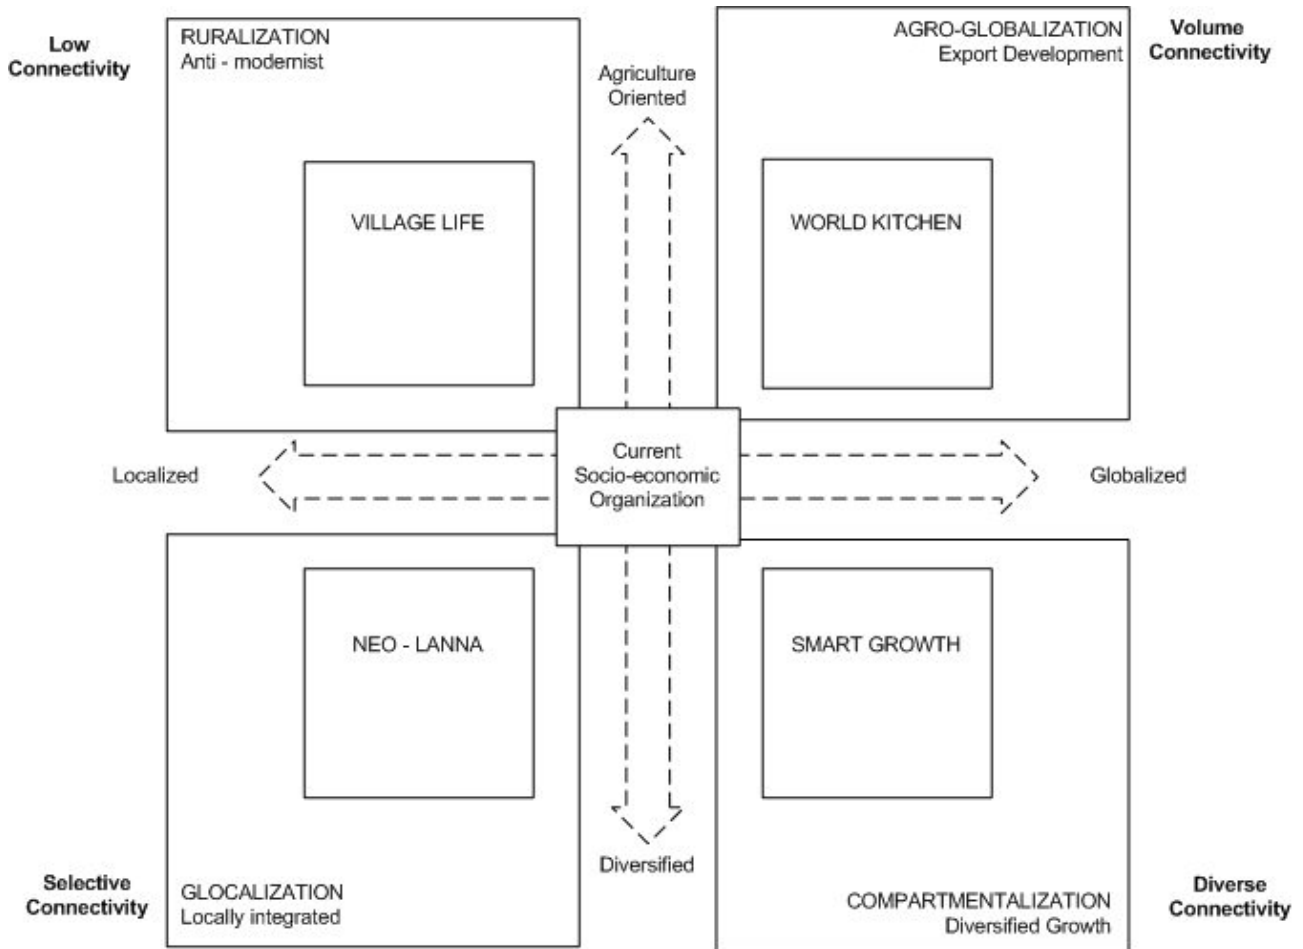 Low
Connectivity
RURALIZATION
Anti - modernist
VILLAGE LIFE
Agriculture
Oriented
AGRO-GLOBALIZATION
Export Development
Volume
Connectivity
WORLD KITCHEN
Localized
Current
Socio-economic
Organization
Globalized
NEO - LANNA
SMART GROWTH
Selective
Connectivity
GLOCALIZATION
Locally integrated
Diversified
COMPARTMENTALIZATION
Diversified Growth
Diverse
Connectivity